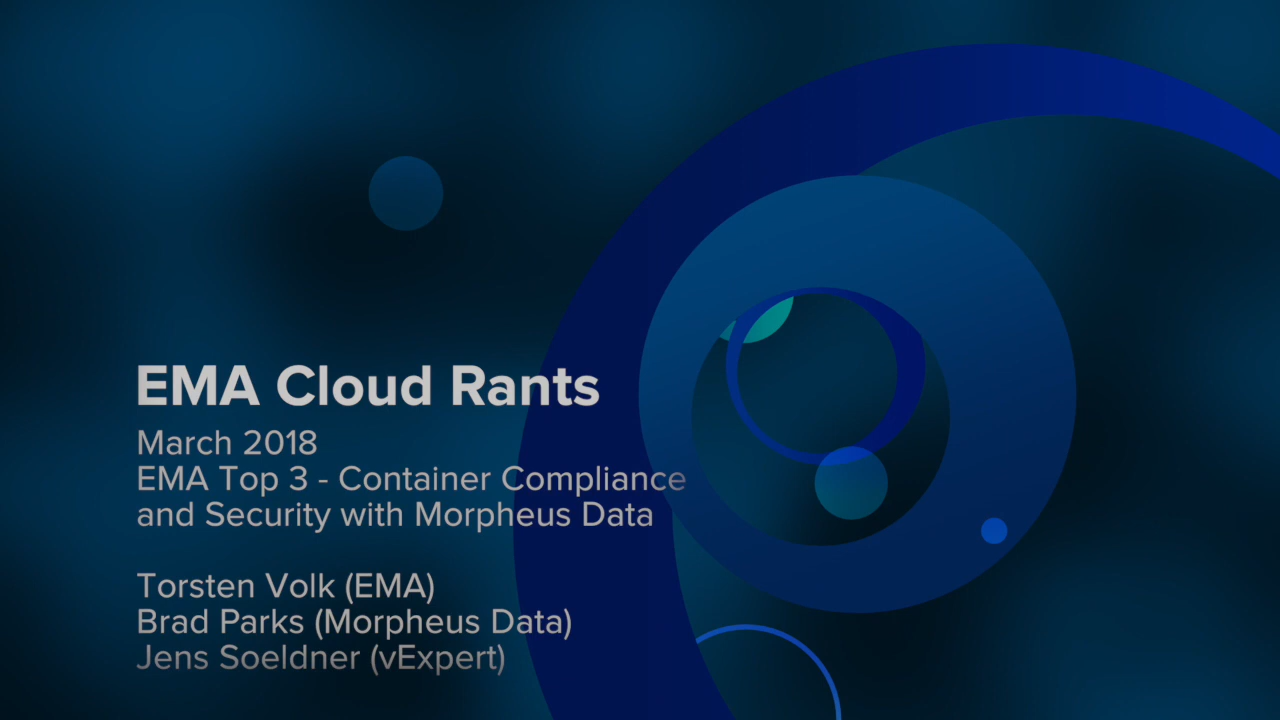 EMA Cloud Rants
March 2018
EMA Top 3 - Container Compliance
and Security with Morpheus Data
Torsten Volk (EMA)
Brad Parks (Morpheus Data)
Jens Soeldner (vExpert)